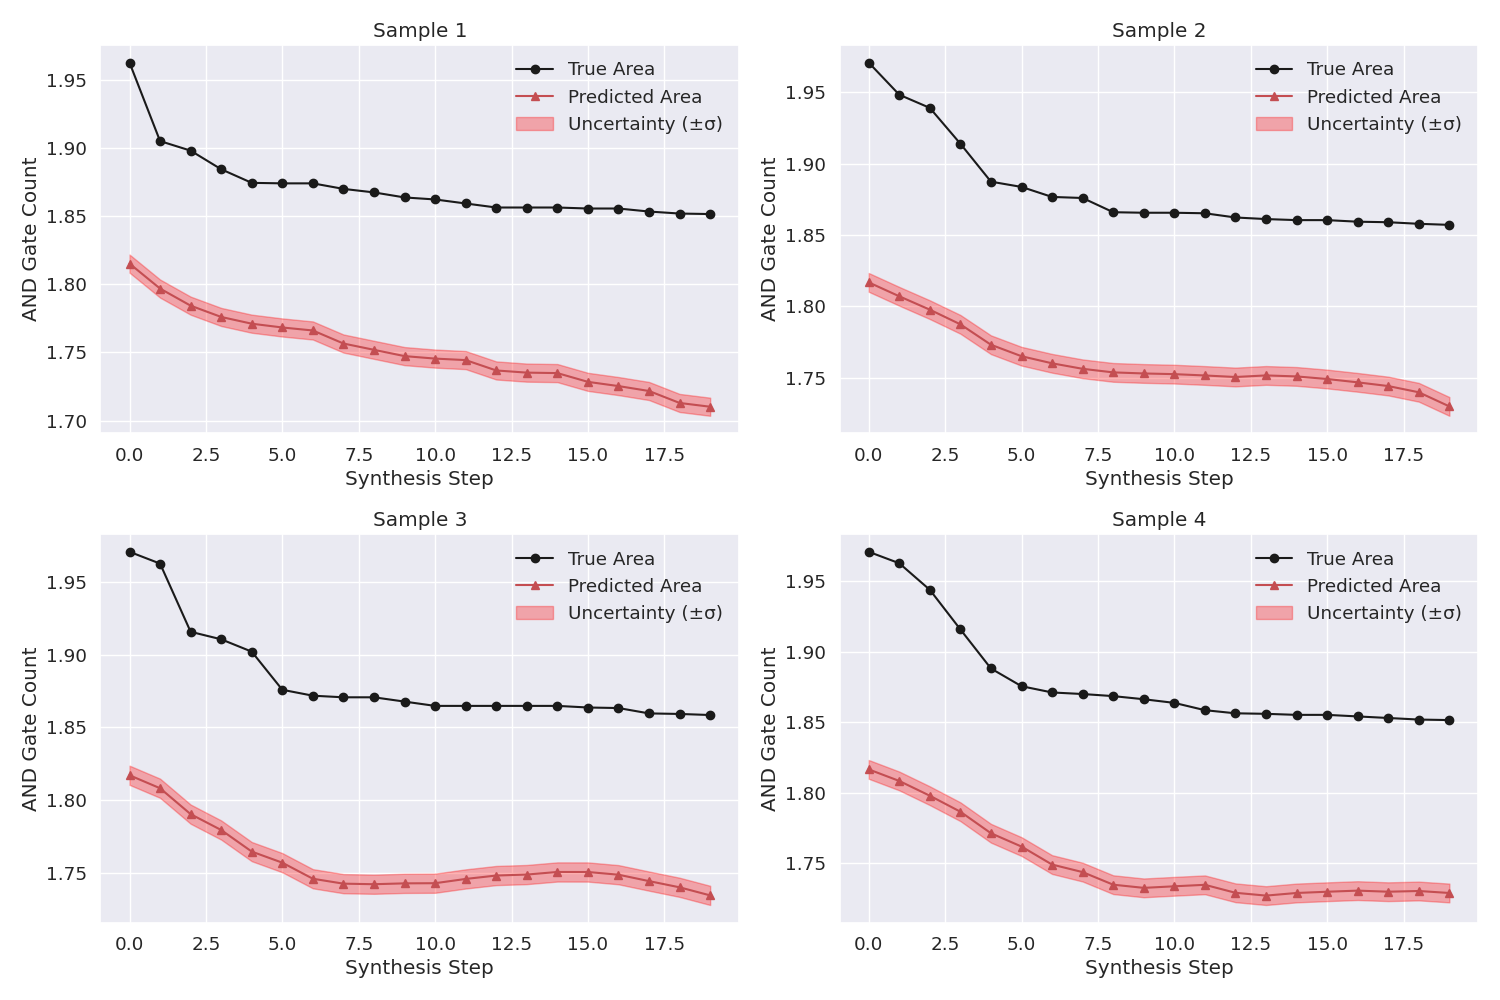 Sample 1
AND Gate Count
1.95
1.90
1.85
1.80
1.75
1.70
True Area
Predicted Area
Uncertainty (±σ)
0.0 2.5 5.0 7.5 10.0 12.5 15.0 17.5
Synthesis Step
Sample 2
AND Gate Count
1.95
1.90
1.85
1.80
1.75
True Area
Predicted Area
Uncertainty (±σ)
0.0 2.5 5.0 7.5 10.0 12.5 15.0 17.5
Synthesis Step
Sample 3
AND Gate Count
1.95
1.90
1.85
1.80
1.75
True Area
Predicted Area
Uncertainty (±σ)
0.0 2.5 5.0 7.5 10.0 12.5 15.0 17.5
Synthesis Step
Sample 4
AND Gate Count
1.95
1.90
1.85
1.80
1.75
True Area
Predicted Area
Uncertainty (±σ)
0.0 2.5 5.0 7.5 10.0 12.5 15.0 17.5
Synthesis Step